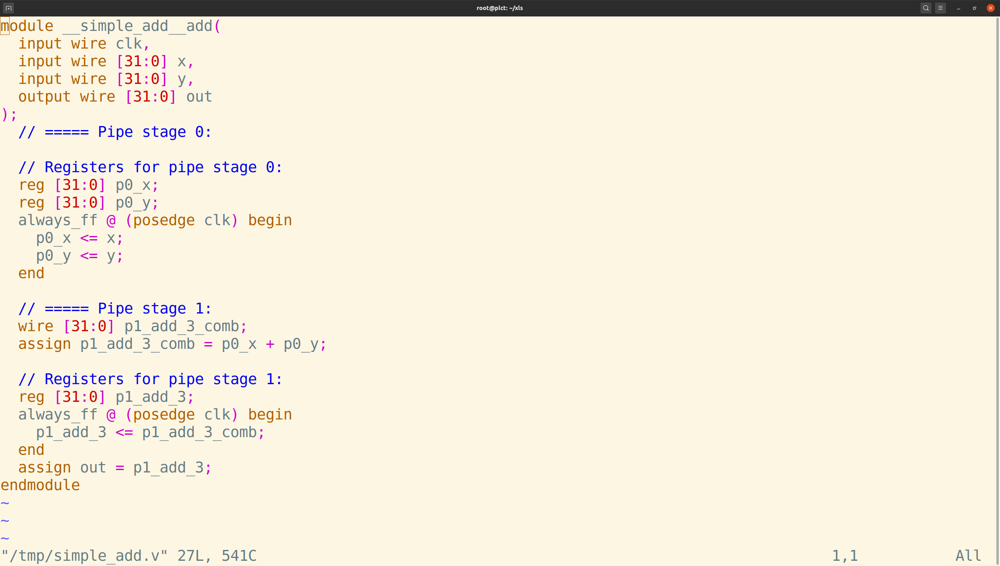 root@plct: ~/xls
module __simple_add__add(
  input wire clk,
  input wire [31:0] x,
  input wire [31:0] y,
  output wire [31:0] out
);
  // ===== Pipe stage 0:

  // Registers for pipe stage 0:
  reg [31:0] p0_x;
  reg [31:0] p0_y;
  always_ff @ (posedge clk) begin
    p0_x <= x;
    p0_y <= y;
  end

  // ===== Pipe stage 1:
  wire [31:0] p1_add_3_comb;
  assign p1_add_3_comb = p0_x + p0_y;

  // Registers for pipe stage 1:
  reg [31:0] p1_add_3;
  always_ff @ (posedge clk) begin
    p1_add_3 <= p1_add_3_comb;
  end
  assign out = p1_add_3;
endmodule
~
~
~
"/tmp/simple_add.v" 27L, 541C 1,1 All